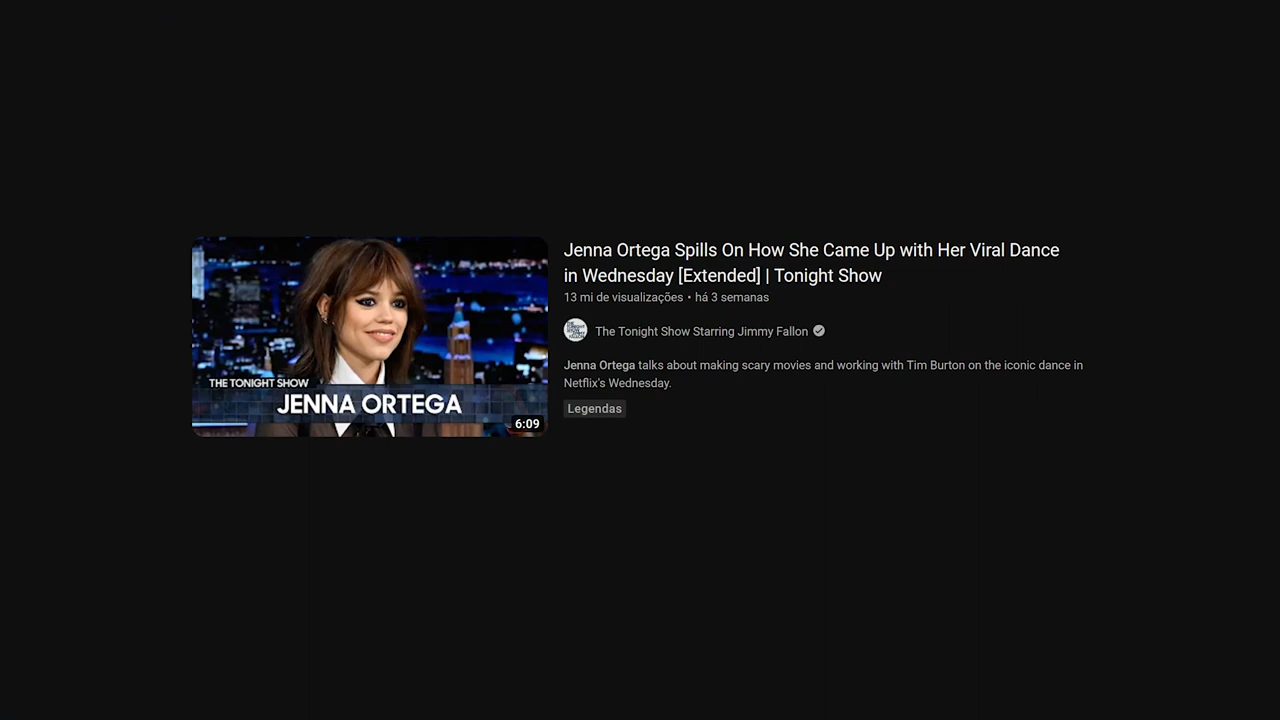 THE TONIGHT SHOW
JENNA ORTEGA
6:09
Jenna Ortega Spills On How She Came Up with Her Viral Dance
in Wednesday [Extended] | Tonight Show
13 mi de visualizações • há 3 semanas
The Tonight Show Starring Jimmy Fallon
Jenna Ortega talks about making scary movies and working with Tim Burton on the iconic dance in
Netflix's Wednesday.
Legendas